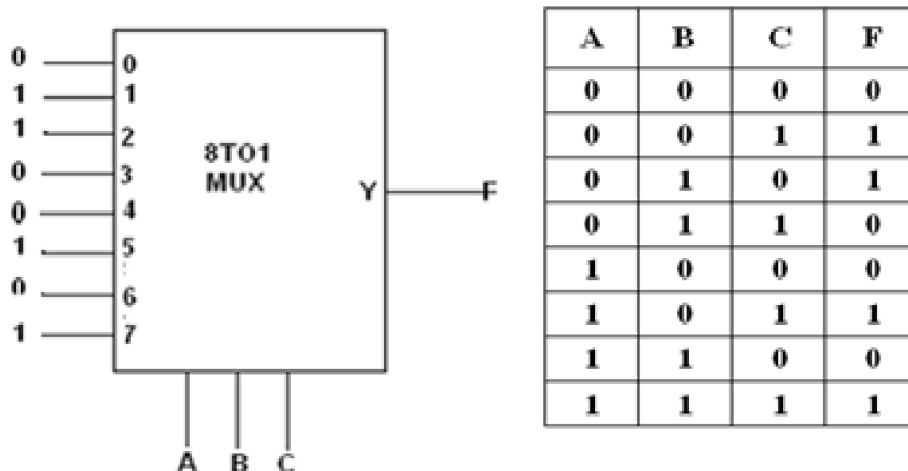 0 0
1 1
1 2
0 3
0 4
1 5
0 6
1 7
8TO1
MUX
Y F
A B C
A B C F
0 0 0 0
0 0 1 1
0 1 0 1
0 1 1 0
1 0 0 0
1 0 1 1
1 1 0 0
1 1 1 1